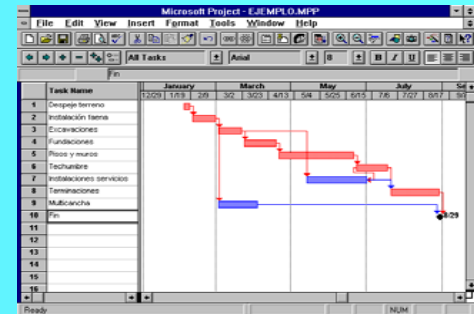 Microsoft Project - EJEMPLO.MPP
File Edit View Insert Format Tools Window Help
All Tasks Arial 8 B I U
Fin
Task Name January March May July
12/29 1/19 2/9 3/2 3/23 4/13 5/4 5/25 6/15 7/6 7/27 8/17
1 Despeje terreno
2 Instalación faena
3 Excavaciones
4 Fundaciones
5 Pisos y muros
6 Techumbre
7 Instalaciones servicios
8 Terminaciones
9 Multicancha
10 Fin 8/29
11
12
13
14
15
16
Ready NUM